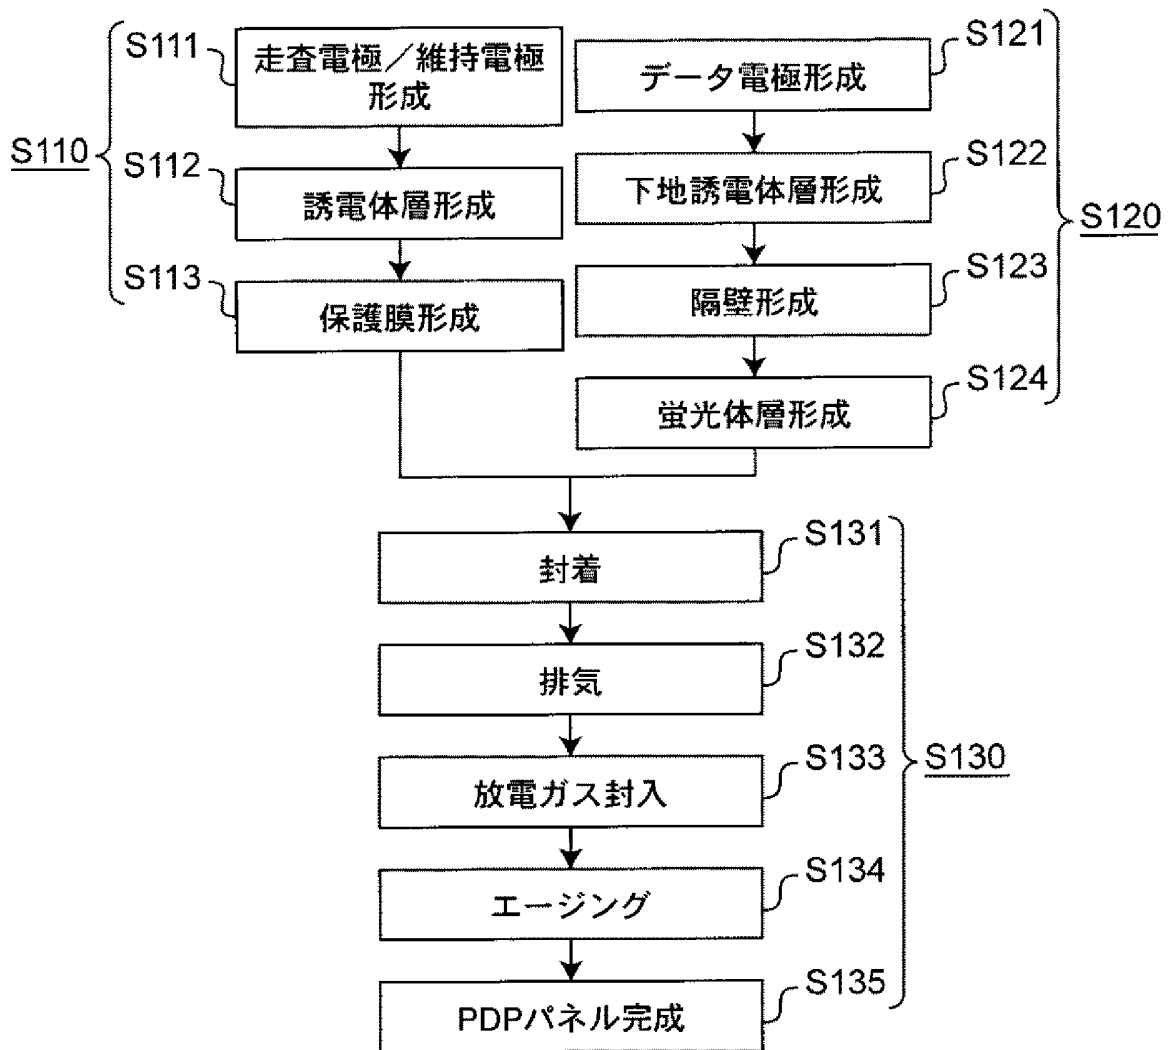 S110
S111
走査電極／維持電極
形成
S112
誘電体層形成
S113
保護膜形成
S121
データ電極形成
S122
下地誘電体層形成
S123
隔壁形成
S124
蛍光体層形成
S120
S131
封着
S132
排気
S133
放電ガス封入
S134
エージング
S135
PDPパネル完成
S130